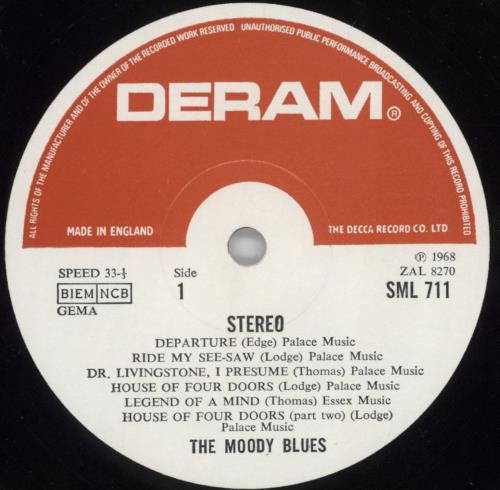 ALL RIGHTS OF THE MANUFACTURER AND OF THE OWNER OF THE RECORDED WORK RESERVED UNAUTHORISED PUBLIC PERFORMANCE BROADCASTING AND COPYING OF THIS RECORD PROHIBITED
DERAM®
MADE IN ENGLAND
THE DECCA RECORD CO. LTD
SPEED 33-⅓
BIEM NCB
GEMA
Side
1
℗ 1968
ZAL 8270
SML 711
STEREO
DEPARTURE (Edge) Palace Music
RIDE MY SEE-SAW (Lodge) Palace Music
DR. LIVINGSTONE, I PRESUME (Thomas) Palace Music
HOUSE OF FOUR DOORS (Lodge) Palace Music
LEGEND OF A MIND (Thomas) Essex Music
HOUSE OF FOUR DOORS (part two) (Lodge)
Palace Music
THE MOODY BLUES